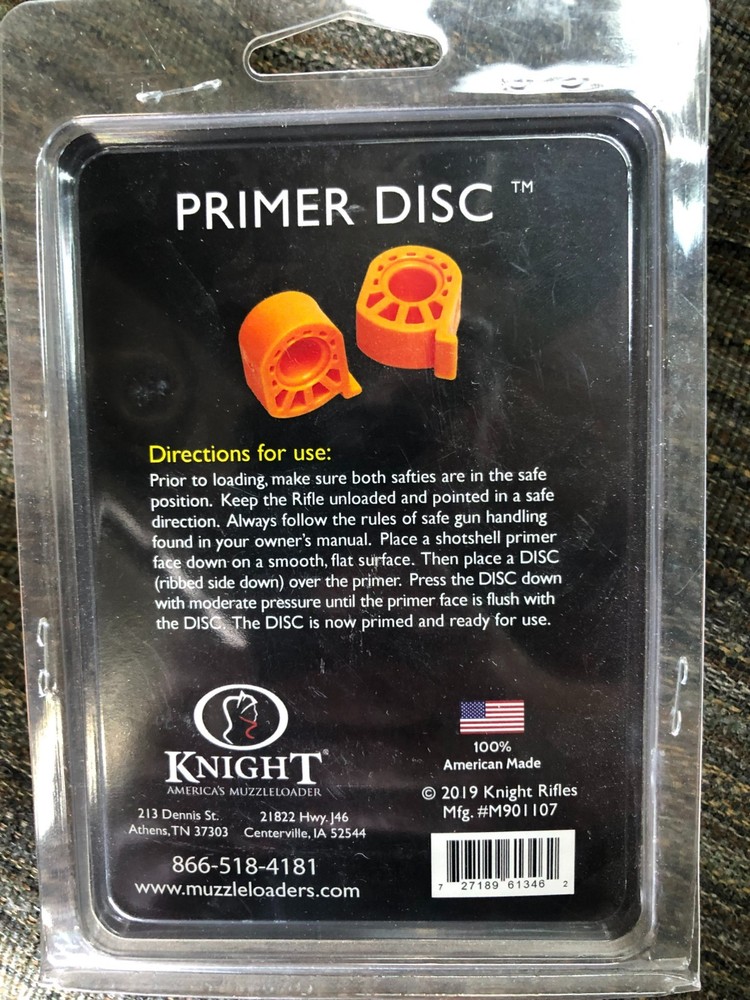 PRIMER DISC ™
Directions for use:
Prior to loading, make sure both safties are in the safe
position. Keep the Rifle unloaded and pointed in a safe
direction. Always follow the rules of safe gun handling
found in your owner's manual. Place a shotshell primer
face down on a smooth, flat surface. Then place a DISC
(ribbed side down) over the primer. Press the DISC down
with moderate pressure until the primer face is flush with
the DISC. The DISC is now primed and ready for use.
KNIGHT®
AMERICA'S MUZZLELOADER
213 Dennis St.
Athens, TN 37303
21822 Hwy. J46
Centerville, IA 52544
866-518-4181
www.muzzleloaders.com
100%
American Made
© 2019 Knight Rifles
Mfg. #M901107
7 27189 61346 2